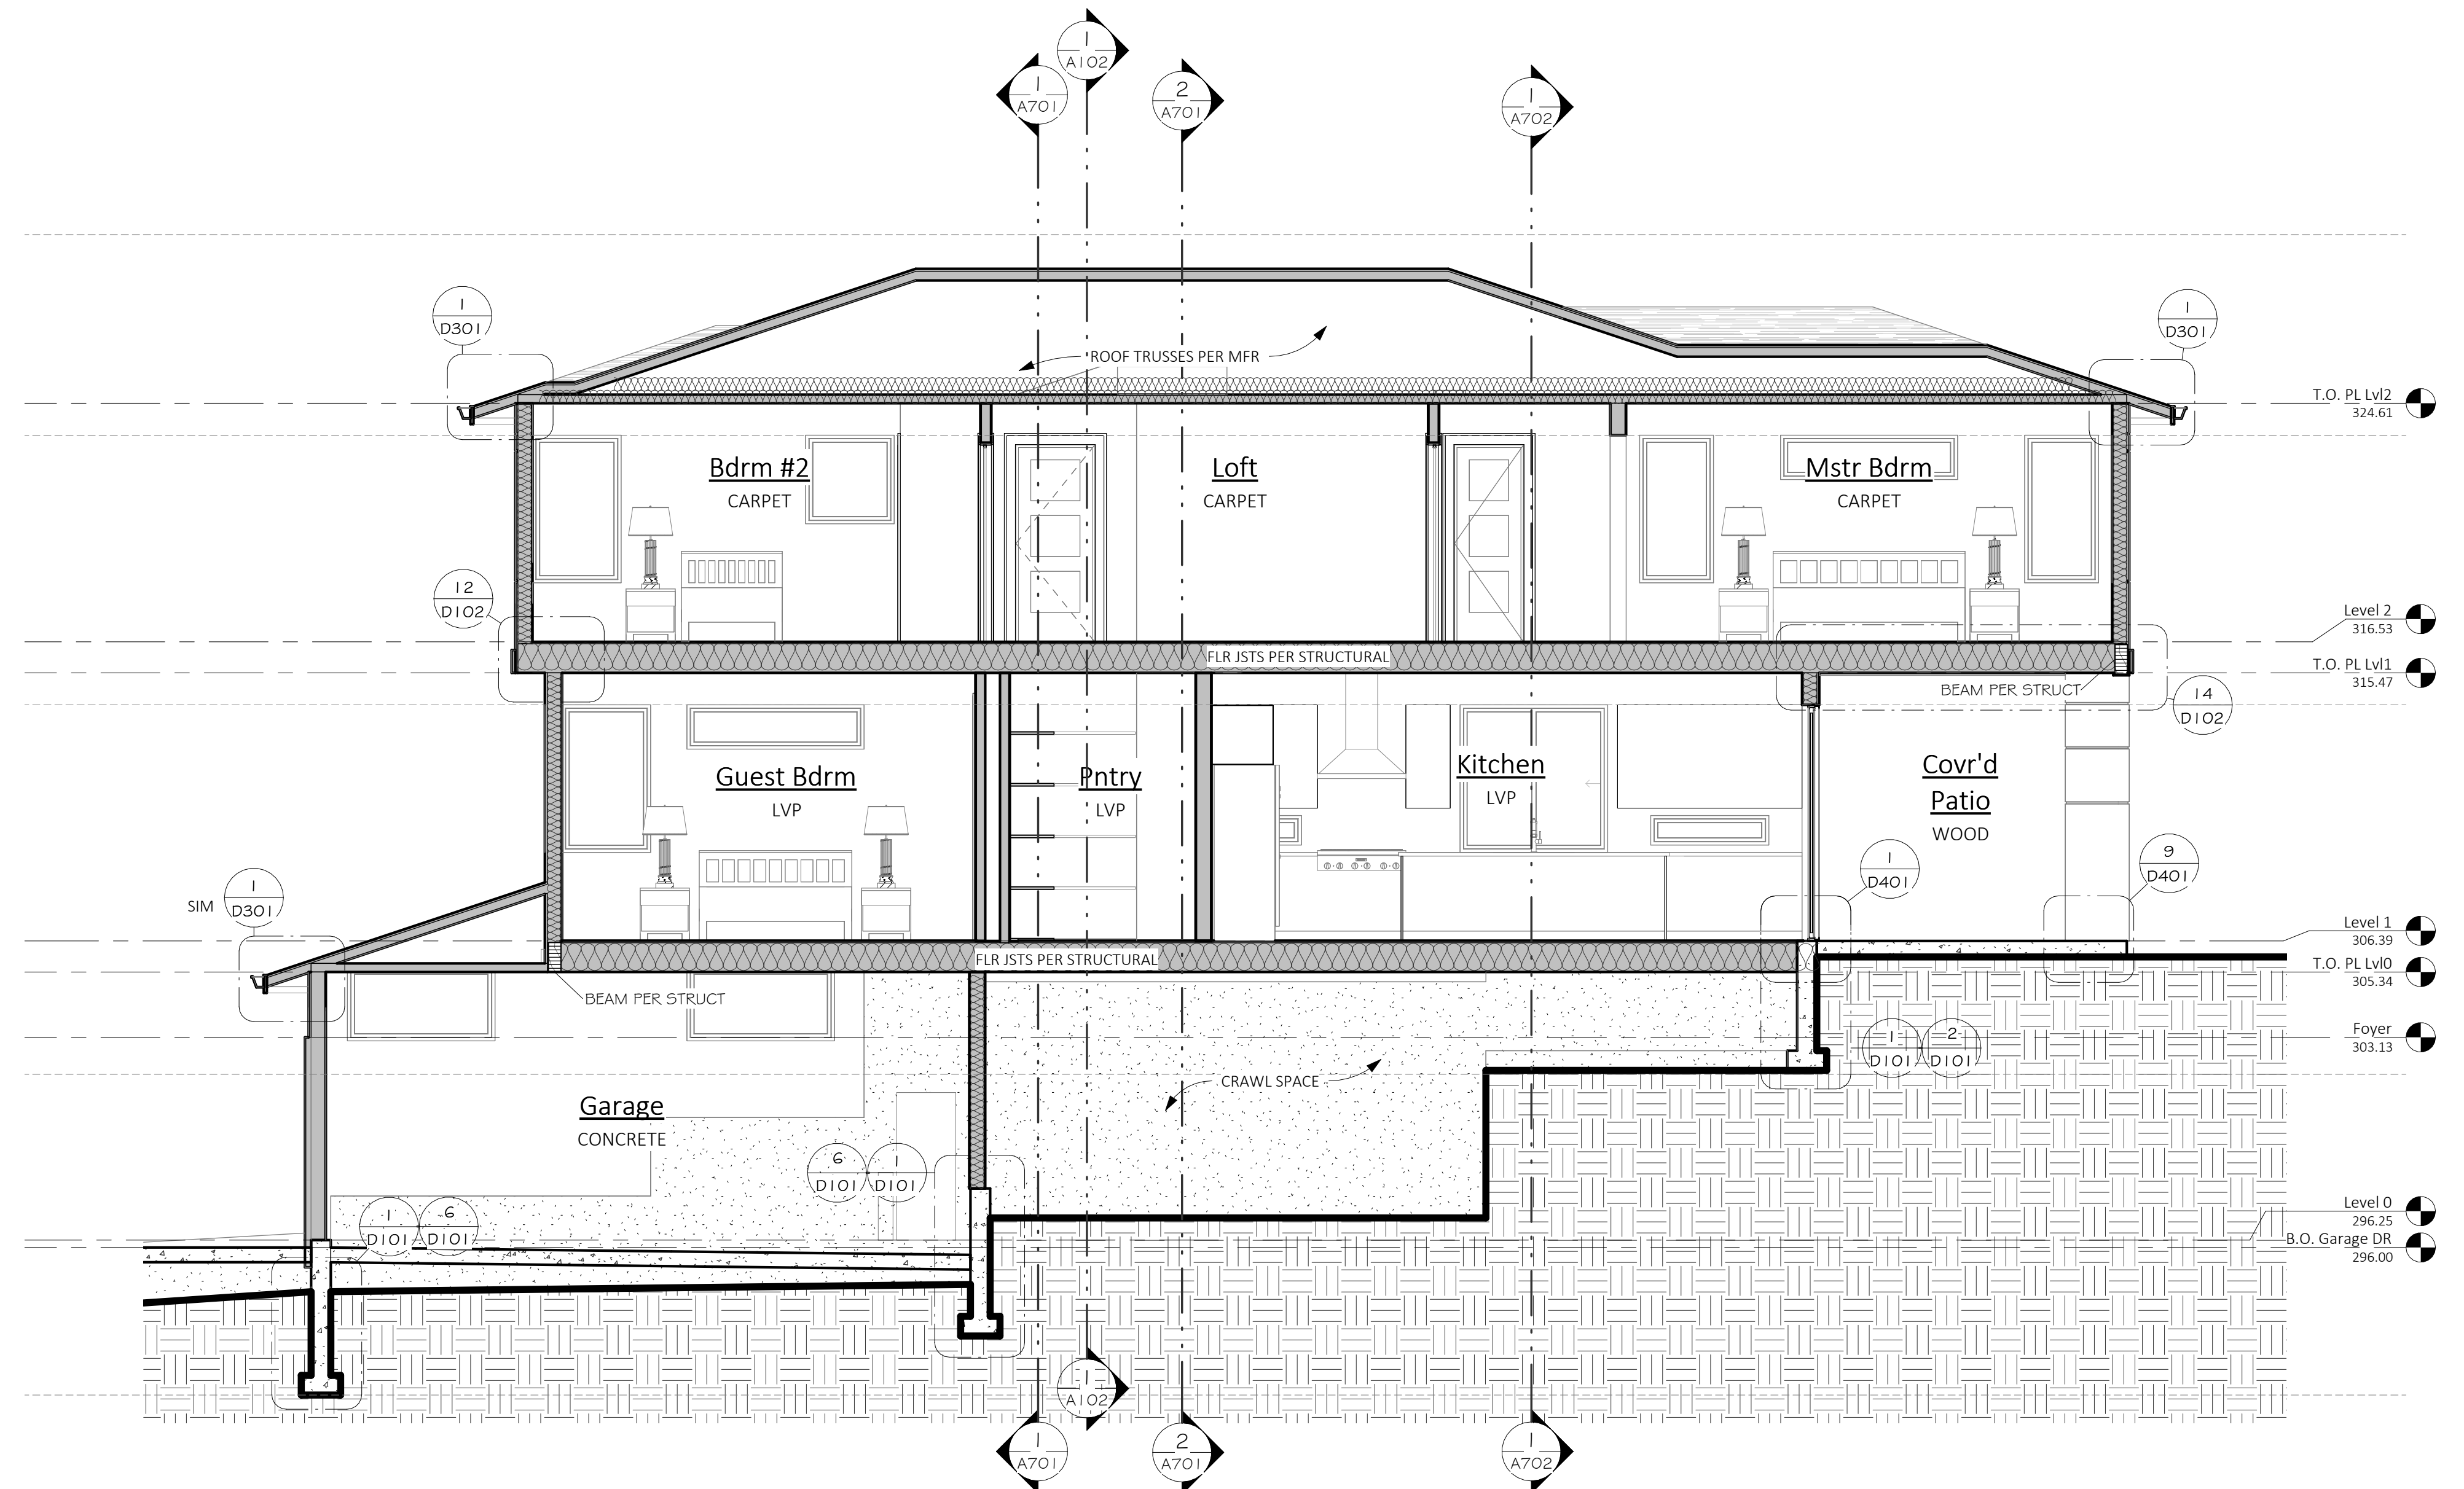 1
A102
1
A701
2
A701
1
A702
1
D301
1
D301
ROOF TRUSSES PER MFR
T.O. PL Lvl2
324.61
Bdrm #2
CARPET
Loft
CARPET
Mstr Bdrm
CARPET
12
D102
Level 2
316.53
FLR JSTS PER STRUCTURAL
T.O. PL Lvl1
315.47
BEAM PER STRUCT
14
D102
Guest Bdrm
LVP
Pntry
LVP
Kitchen
LVP
Covr'd
Patio
WOOD
1
D401
9
D401
SIM
1
D301
Level 1
306.39
FLR JSTS PER STRUCTURAL
T.O. PL Lvl0
305.34
BEAM PER STRUCT
Foyer
303.13
1
D101
2
D101
CRAWL SPACE
Garage
CONCRETE
6
D101
1
D101
1
D101
6
D101
Level 0
296.25
B.O. Garage DR
296.00
1
A102
1
A701
2
A701
1
A702